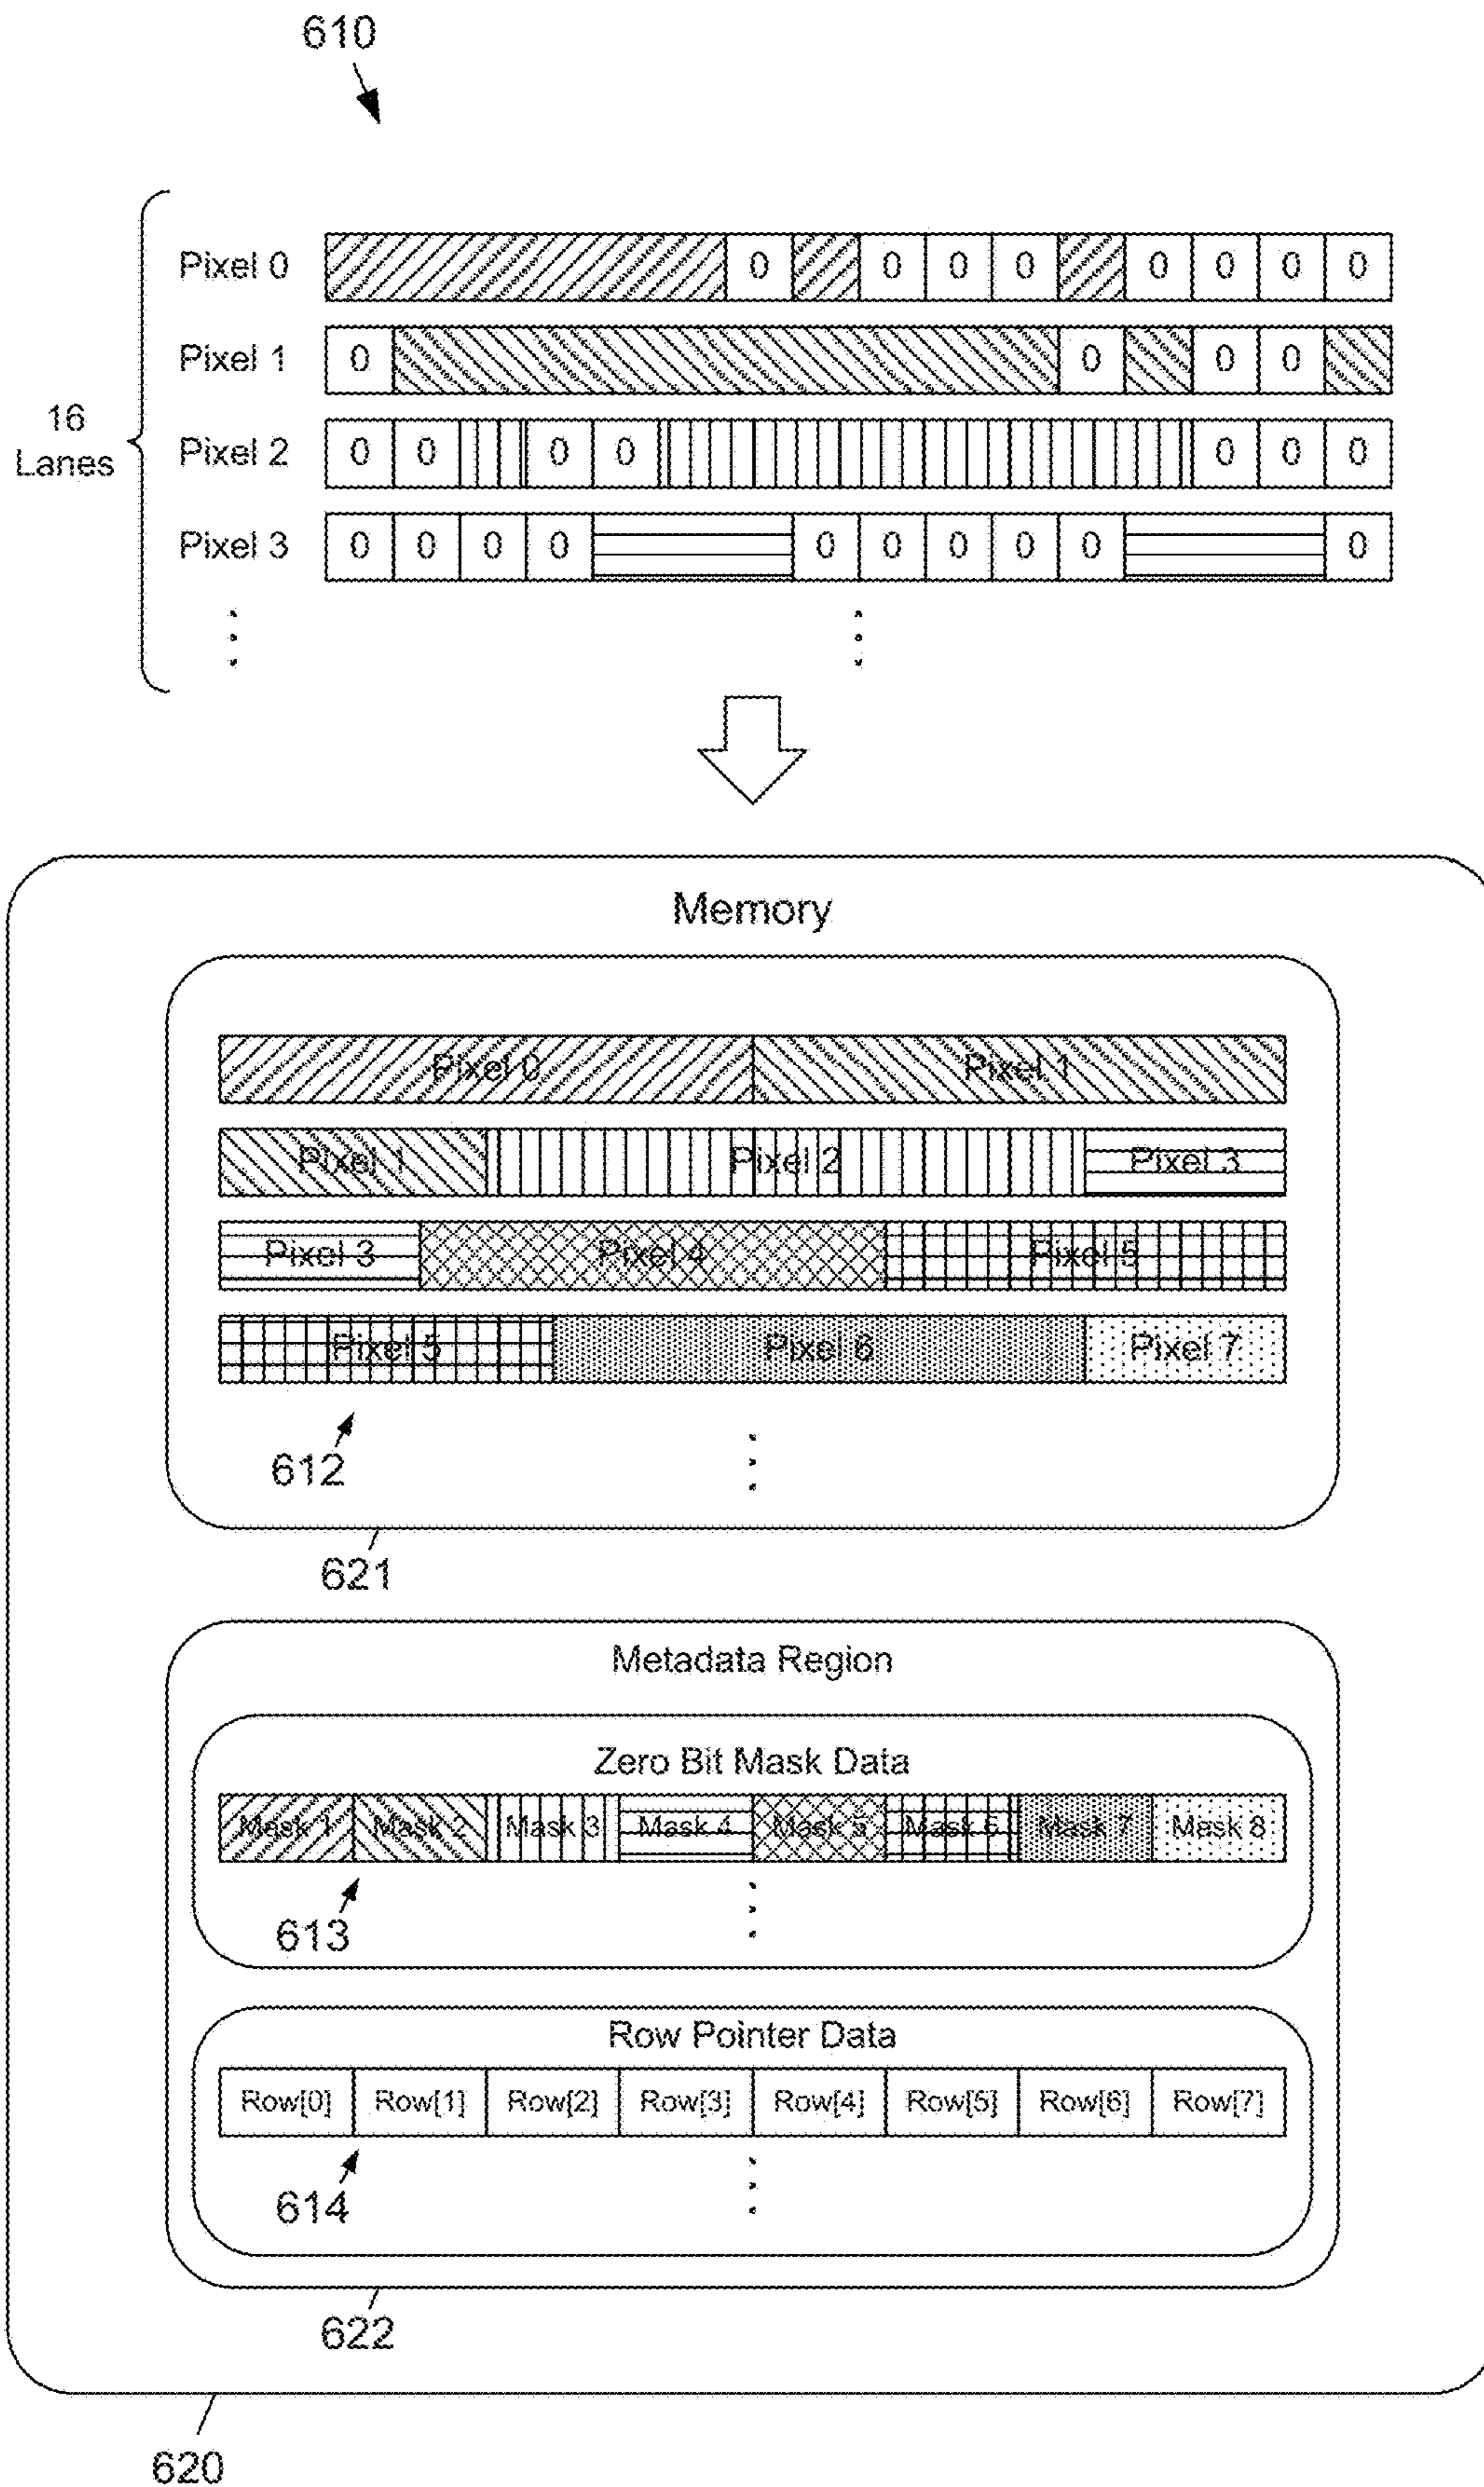 610
Pixel 0 0 0 0 0 0 0 0 0
Pixel 1 0 0 0 0
16 Lanes
Pixel 2 0 0 0 0 0 0 0
Pixel 3 0 0 0 0 0 0 0 0 0 0
Memory
Pixel 0 Pixel 1
Pixel 1 Pixel 2 Pixel 3
Pixel 3 Pixel 4 Pixel 5
Pixel 5 Pixel 6 Pixel 7
612
621
Metadata Region
Zero Bit Mask Data
Mask 1 Mask 2 Mask 3 Mask 4 Mask 5 Mask 6 Mask 7 Mask 8
613
Row Pointer Data
Row[0] Row[1] Row[2] Row[3] Row[4] Row[5] Row[6] Row[7]
614
622
620